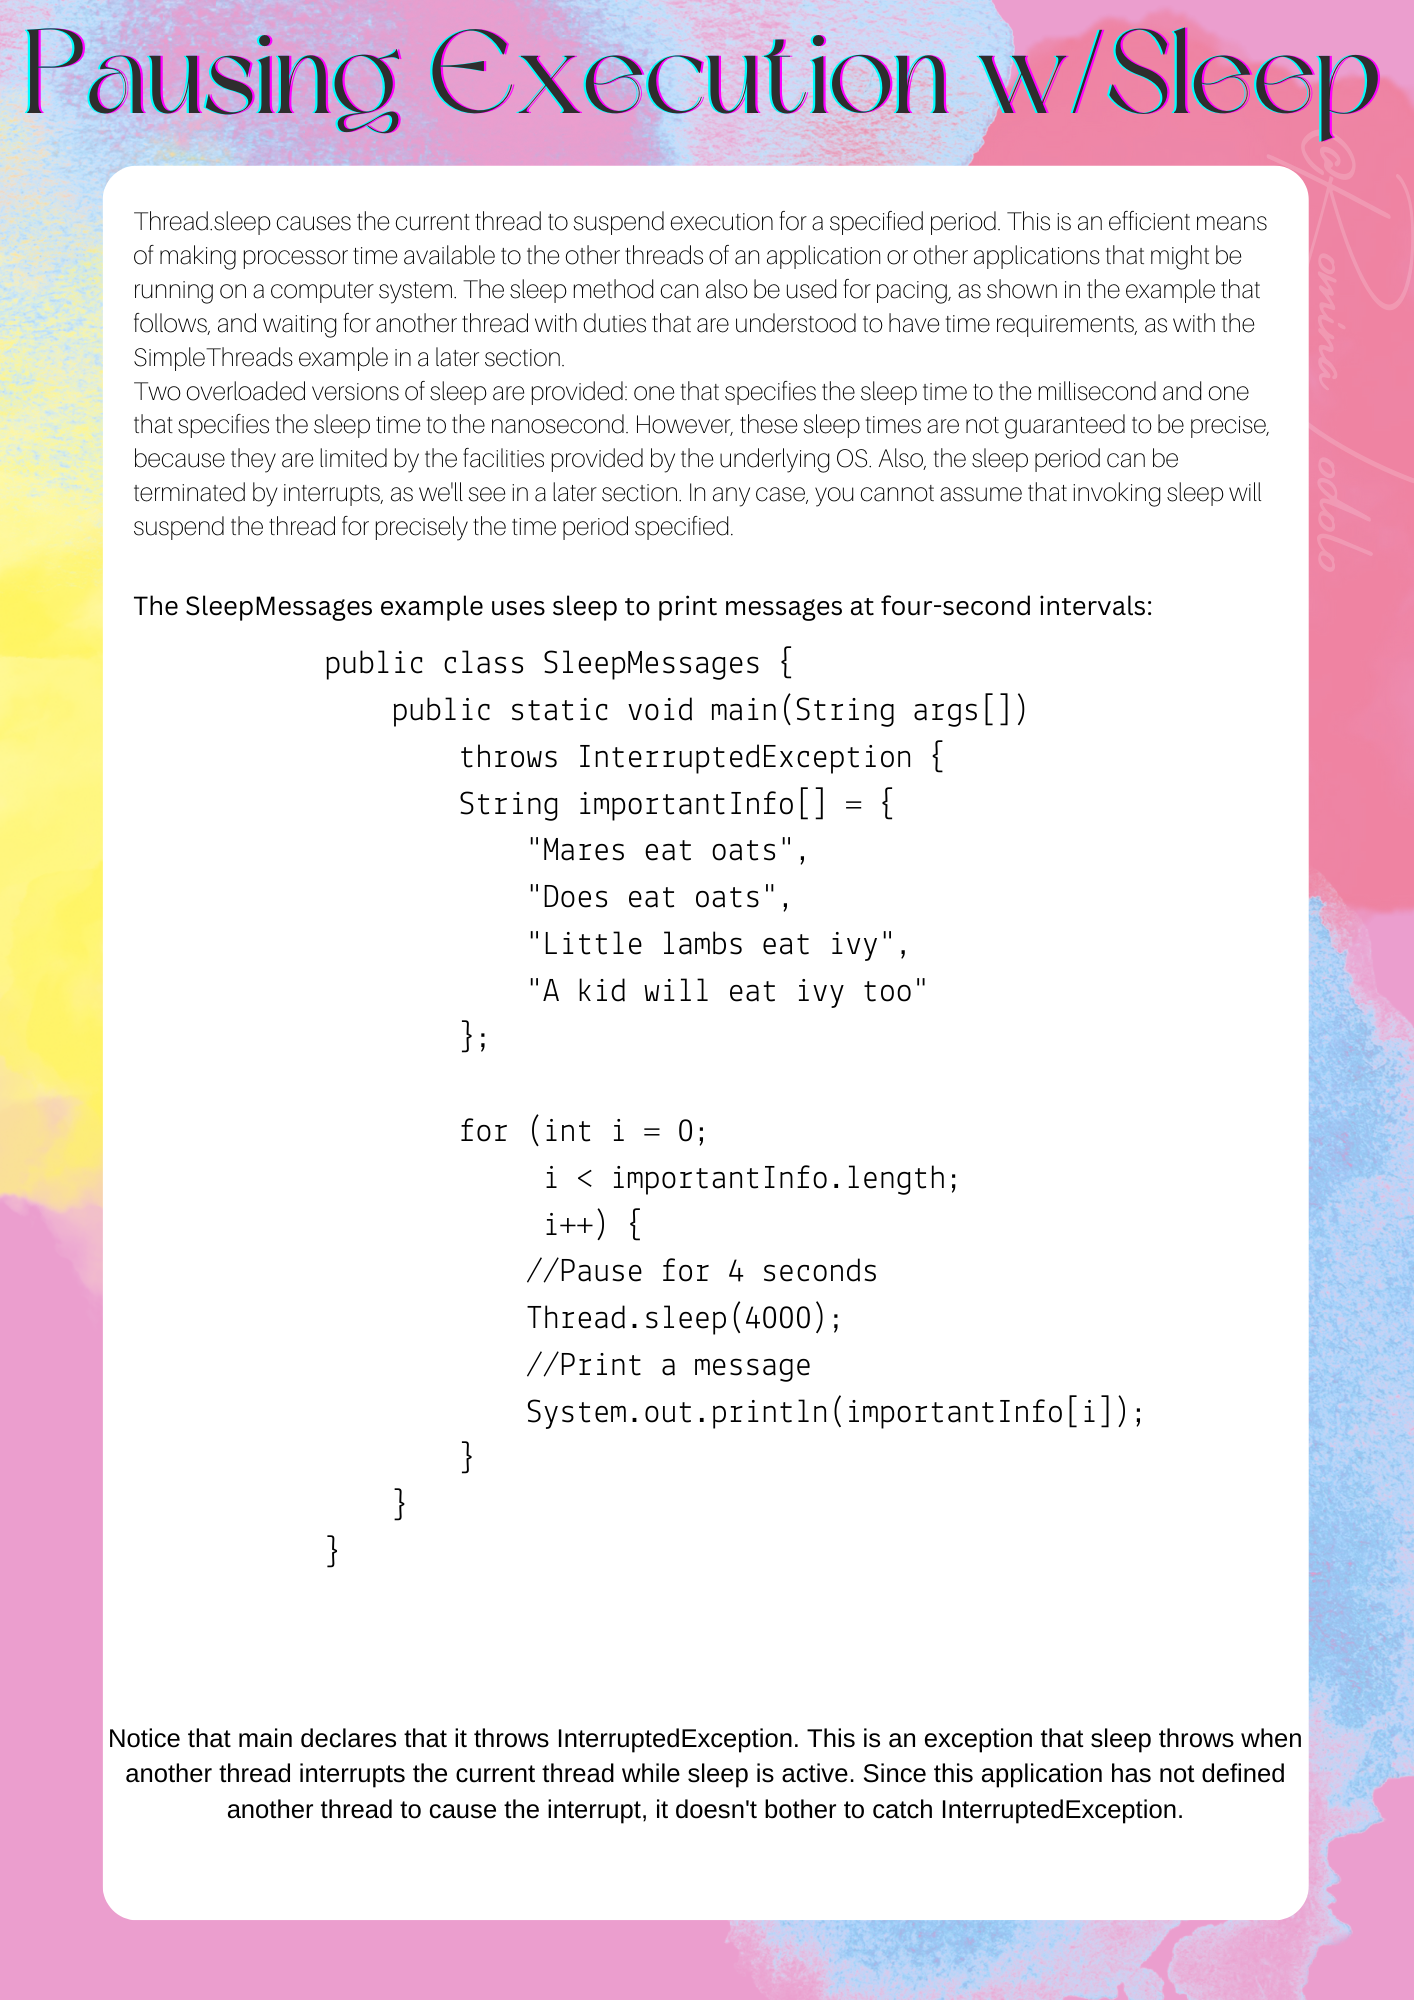 Pausing Execution w/Sleep
@Romina Iodolo
Thread.sleep causes the current thread to suspend execution for a specified period. This is an efficient means
of making processor time available to the other threads of an application or other applications that might be
running on a computer system. The sleep method can also be used for pacing, as shown in the example that
follows, and waiting for another thread with duties that are understood to have time requirements, as with the
SimpleThreads example in a later section.
Two overloaded versions of sleep are provided: one that specifies the sleep time to the millisecond and one
that specifies the sleep time to the nanosecond. However, these sleep times are not guaranteed to be precise,
because they are limited by the facilities provided by the underlying OS. Also, the sleep period can be
terminated by interrupts, as we'll see in a later section. In any case, you cannot assume that invoking sleep will
suspend the thread for precisely the time period specified.
The SleepMessages example uses sleep to print messages at four-second intervals:
public class SleepMessages {
    public static void main(String args[])
        throws InterruptedException {
        String importantInfo[] = {
            "Mares eat oats",
            "Does eat oats",
            "Little lambs eat ivy",
            "A kid will eat ivy too"
        };
        for (int i = 0;
             i < importantInfo.length;
             i++) {
            //Pause for 4 seconds
            Thread.sleep(4000);
            //Print a message
            System.out.println(importantInfo[i]);
        }
    }
}
Notice that main declares that it throws InterruptedException. This is an exception that sleep throws when
another thread interrupts the current thread while sleep is active. Since this application has not defined
another thread to cause the interrupt, it doesn't bother to catch InterruptedException.